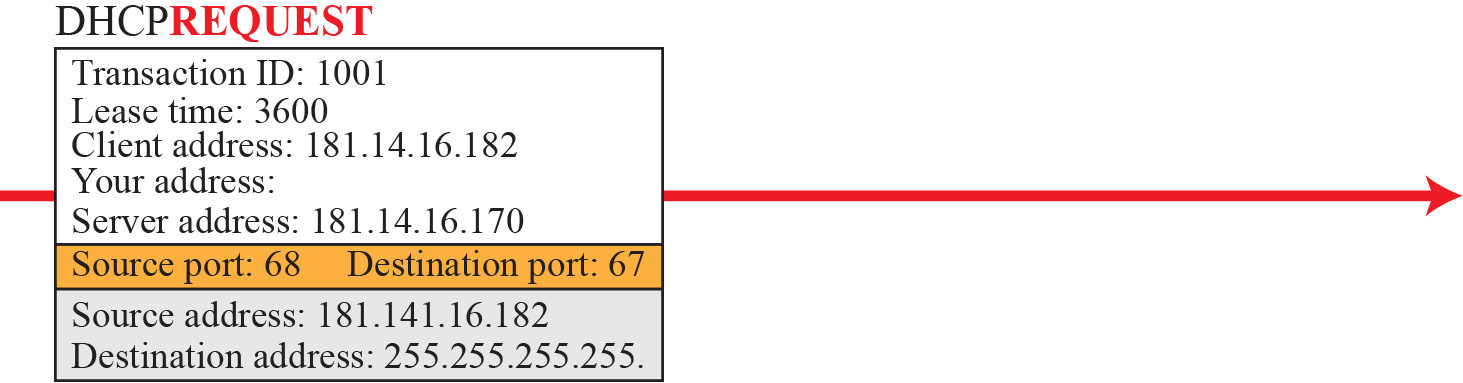 DHCPREQUEST
Transaction ID: 1001
Lease time: 3600
Client address: 181.14.16.182
Your address:
Server address: 181.14.16.170
Source port: 68 Destination port: 67
Source address: 181.141.16.182
Destination address: 255.255.255.255.